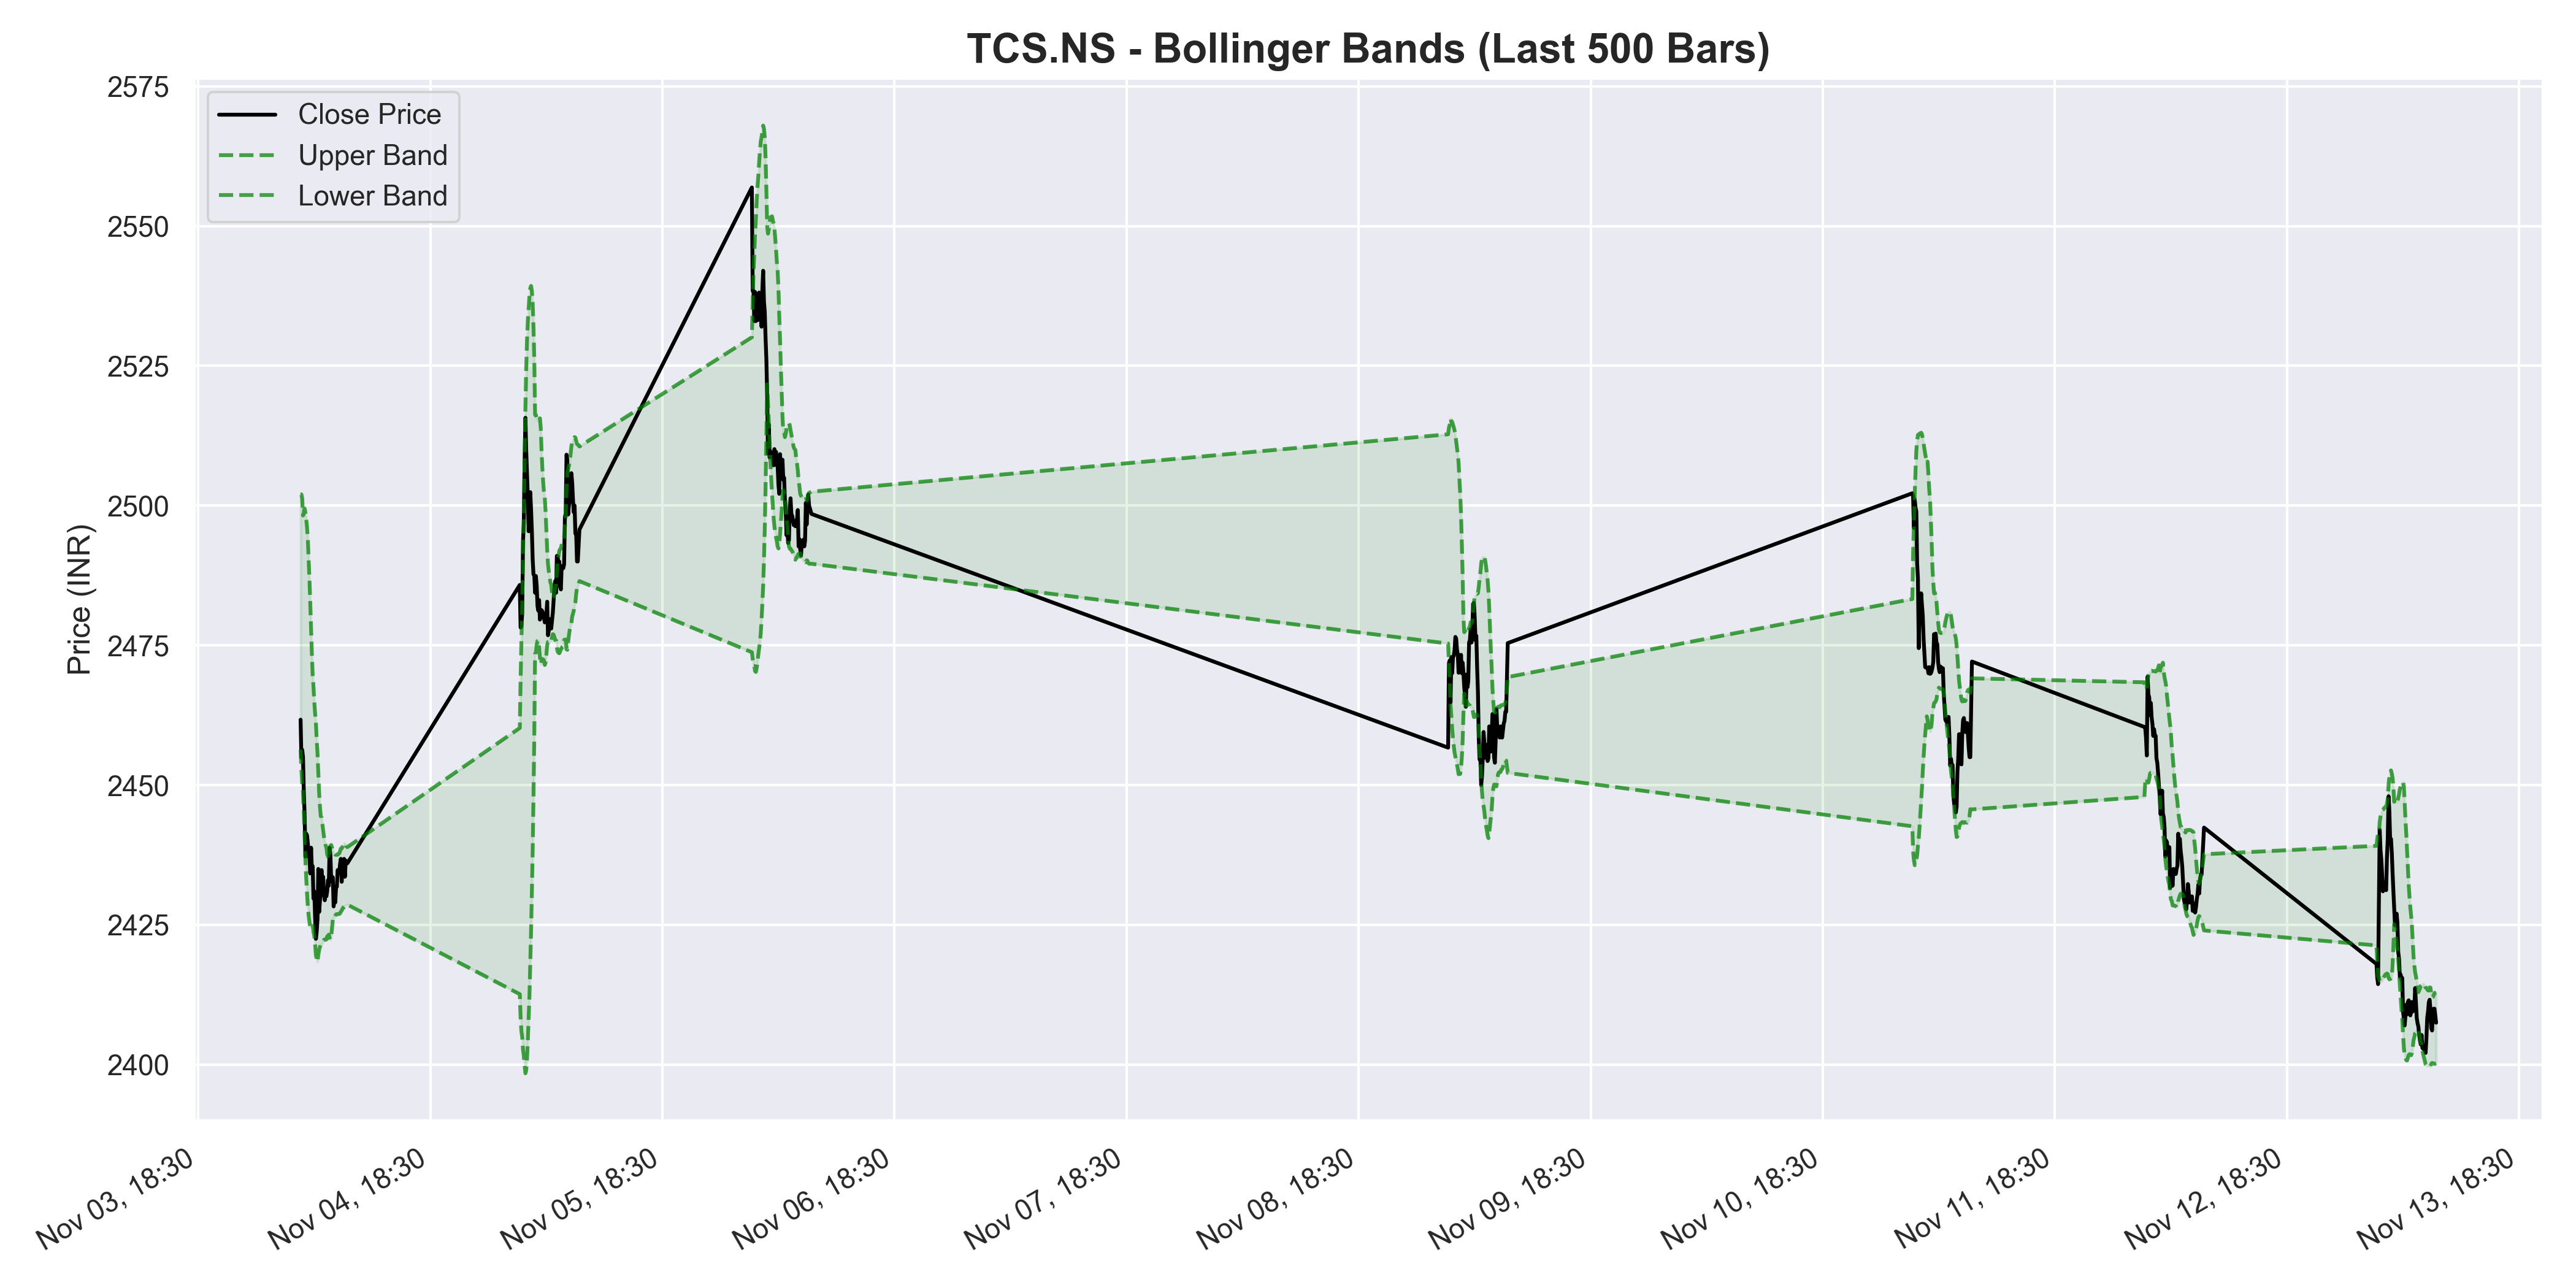 TCS.NS - Bollinger Bands (Last 500 Bars)
Close Price
Upper Band
Lower Band
Price (INR)
2575
2550
2525
2500
2475
2450
2425
2400
Nov 03, 18:30
Nov 04, 18:30
Nov 05, 18:30
Nov 06, 18:30
Nov 07, 18:30
Nov 08, 18:30
Nov 09, 18:30
Nov 10, 18:30
Nov 11, 18:30
Nov 12, 18:30
Nov 13, 18:30